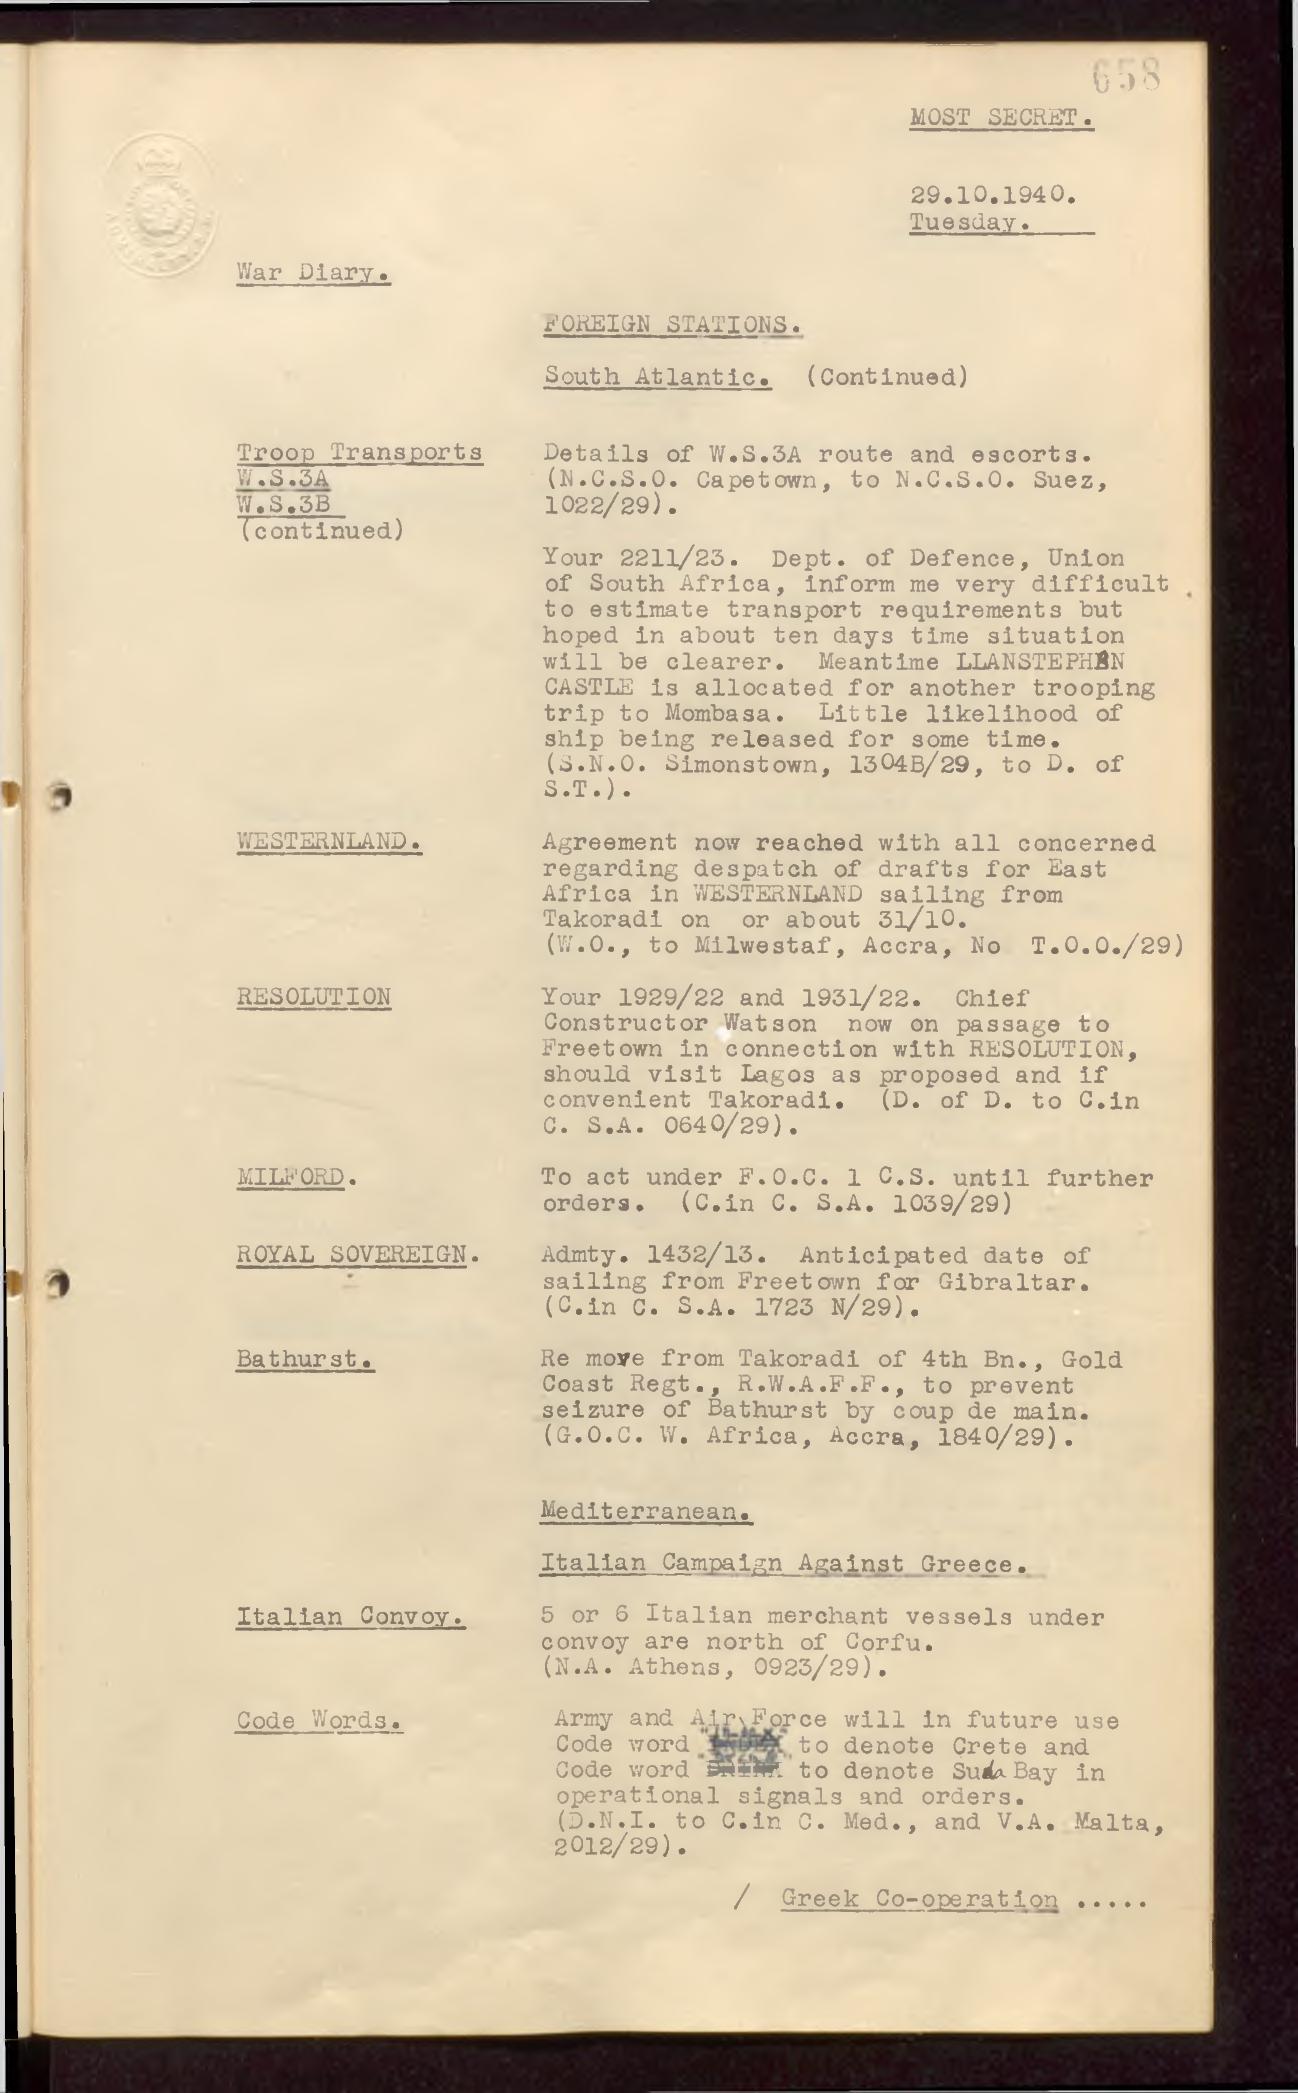 658
MOST SECRET.
29.10.1940.
Tuesday.
War Diary.
FOREIGN STATIONS.
South Atlantic. (Continued)
Troop Transports
W.S.3A
W.S.3B
(continued)
Details of W.S.3A route and escorts.
(N.C.S.O. Capetown, to N.C.S.O. Suez,
1022/29).
Your 2211/23. Dept. of Defence, Union
of South Africa, inform me very difficult
to estimate transport requirements but
hoped in about ten days time situation
will be clearer. Meantime LLANSTEPHAN
CASTLE is allocated for another trooping
trip to Mombasa. Little likelihood of
ship being released for some time.
(S.N.O. Simonstown, 1304B/29, to D. of
S.T.).
WESTERNLAND.
Agreement now reached with all concerned
regarding despatch of drafts for East
Africa in WESTERNLAND sailing from
Takoradi on or about 31/10.
(W.O., to Milwestaf, Accra, No T.O.O./29)
RESOLUTION
Your 1929/22 and 1931/22. Chief
Constructor Watson now on passage to
Freetown in connection with RESOLUTION,
should visit Lagos as proposed and if
convenient Takoradi. (D. of D. to C.in
C. S.A. 0640/29).
MILFORD.
To act under F.O.C. 1 C.S. until further
orders. (C.in C. S.A. 1039/29)
ROYAL SOVEREIGN.
Admty. 1432/13. Anticipated date of
sailing from Freetown for Gibraltar.
(C.in C. S.A. 1723 N/29).
Bathurst.
Re move from Takoradi of 4th Bn., Gold
Coast Regt., R.W.A.F.F., to prevent
seizure of Bathurst by coup de main.
(G.O.C. W. Africa, Accra, 1840/29).
Mediterranean.
Italian Campaign Against Greece.
Italian Convoy.
5 or 6 Italian merchant vessels under
convoy are north of Corfu.
(N.A. Athens, 0923/29).
Code Words.
Army and Air Force will in future use
Code word to denote Crete and
Code word to denote Suda Bay in
operational signals and orders.
(D.N.I. to C.in C. Med., and V.A. Malta,
2012/29).
/ Greek Co-operation .....